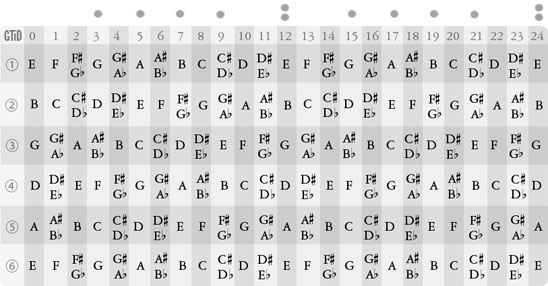 GTiD 0 1 2 3 4 5 6 7 8 9 10 11 12 13 14 15 16 17 18 19 20 21 22 23 24
① E F F♯ G♭ G G♯ A♭ A A♯ B♭ B C C♯ D♭ D D♯ E♭ E F F♯ G♭ G G♯ A♭ A A♯ B♭ B C C♯ D♭ D D♯ E♭ E
② B C C♯ D♭ D D♯ E♭ E F F♯ G♭ G G♯ A♭ A A♯ B♭ B C C♯ D♭ D D♯ E♭ E F F♯ G♭ G G♯ A♭ A A♯ B♭ B
③ G G♯ A♭ A A♯ B♭ B C C♯ D♭ D D♯ E♭ E F F♯ G♭ G G♯ A♭ A A♯ B♭ B C C♯ D♭ D D♯ E♭ E F F♯ G♭ G
④ D D♯ E♭ E F F♯ G♭ G G♯ A♭ A A♯ B♭ B C C♯ D♭ D D♯ E♭ E F F♯ G♭ G G♯ A♭ A A♯ B♭ B C C♯ D♭ D
⑤ A A♯ B♭ B C C♯ D♭ D D♯ E♭ E F F♯ G♭ G G♯ A♭ A A♯ B♭ B C C♯ D♭ D D♯ E♭ E F F♯ G♭ G G♯ A♭ A
⑥ E F F♯ G♭ G G♯ A♭ A A♯ B♭ B C C♯ D♭ D D♯ E♭ E F F♯ G♭ G G♯ A♭ A A♯ B♭ B C C♯ D♭ D D♯ E♭ E